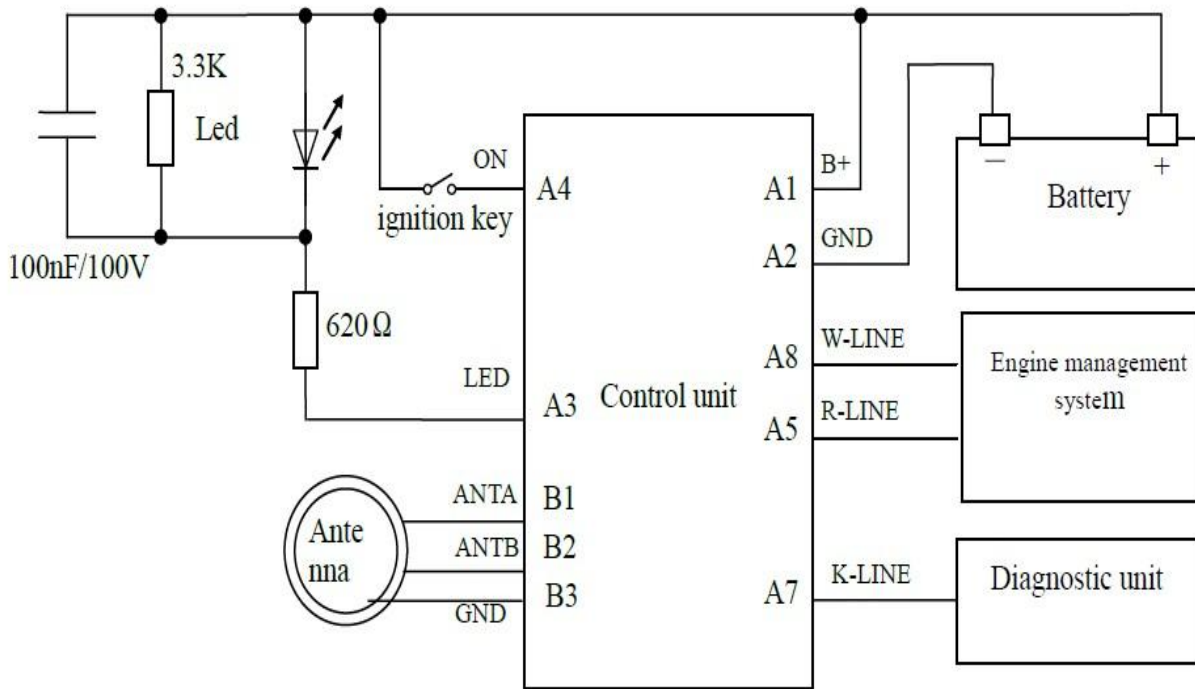 3.3K
Led
100nF/100V
620Ω
ON
ignition key
LED
ANTA
ANTB
GND
Ante
nna
A4
A3
B1
B2
B3
Control unit
A1
A2
A8
A5
A7
B+
GND
W-LINE
R-LINE
K-LINE
−
+
Battery
Engine management
system
Diagnostic unit